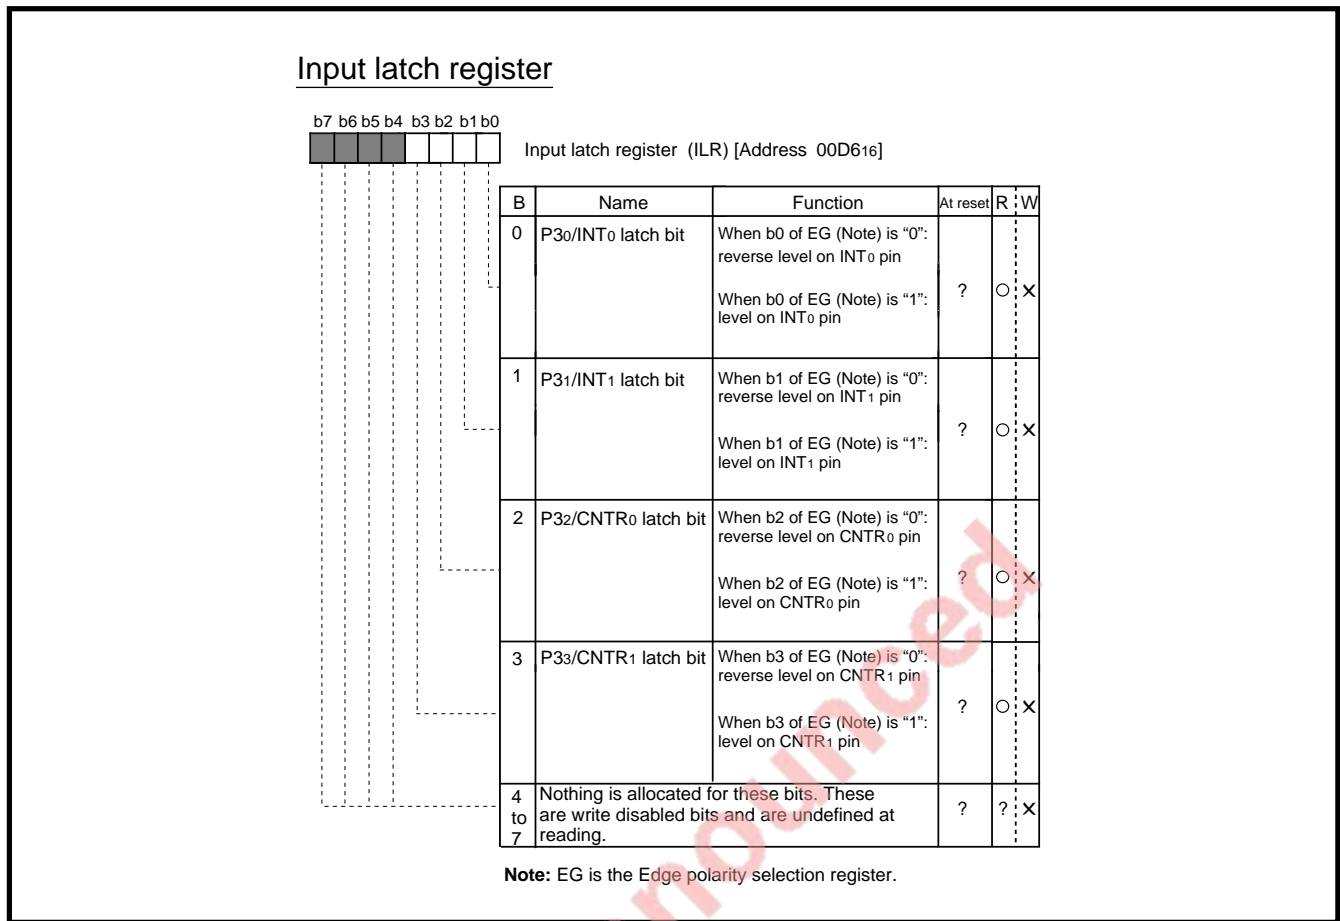 Input latch register
b7 b6 b5 b4 b3 b2 b1 b0
Input latch register (ILR) [Address 00D616]
B Name Function At reset R W
0 P30/INT0 latch bit When b0 of EG (Note) is “0”:
reverse level on INT0 pin
When b0 of EG (Note) is “1”:
level on INT0 pin
? ○ ×
1 P31/INT1 latch bit When b1 of EG (Note) is “0”:
reverse level on INT1 pin
When b1 of EG (Note) is “1”:
level on INT1 pin
? ○ ×
2 P32/CNTR0 latch bit When b2 of EG (Note) is “0”:
reverse level on CNTR0 pin
When b2 of EG (Note) is “1”:
level on CNTR0 pin
? ○ ×
3 P33/CNTR1 latch bit When b3 of EG (Note) is “0”:
reverse level on CNTR1 pin
When b3 of EG (Note) is “1”:
level on CNTR1 pin
? ○ ×
4 Nothing is allocated for these bits. These
to are write disabled bits and are undefined at
7 reading.
? ? ×
Note: EG is the Edge polarity selection register.
nounced